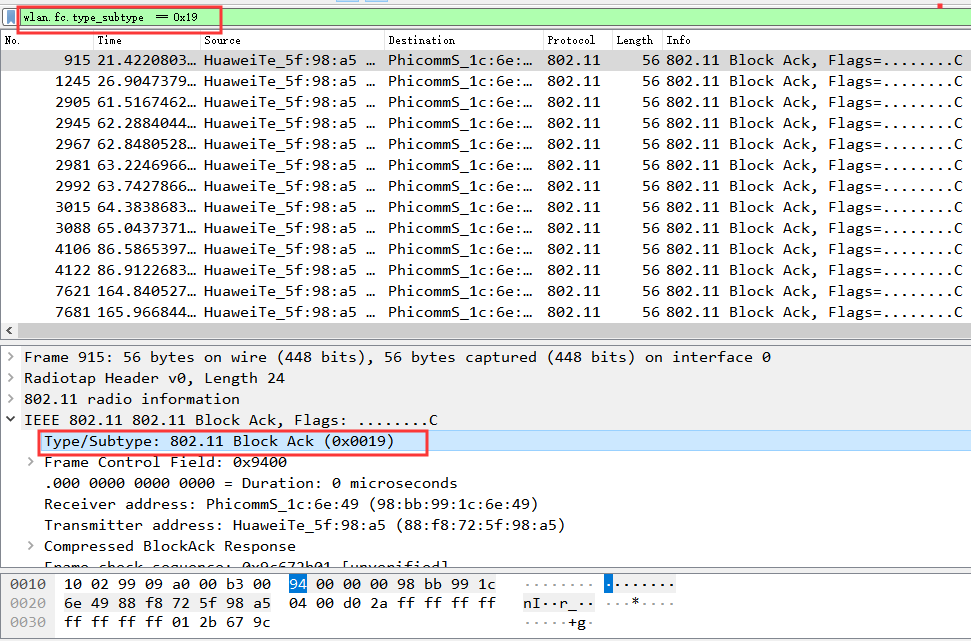 wlan.fc.type_subtype == 0x19
No. Time Source Destination Protocol Length Info
915 21.4220803… HuaweiTe_5f:98:a5 … PhicommS_1c:6e:… 802.11 56 802.11 Block Ack, Flags=........C
1245 26.9047379… HuaweiTe_5f:98:a5 … PhicommS_1c:6e:… 802.11 56 802.11 Block Ack, Flags=........C
2905 61.5167462… HuaweiTe_5f:98:a5 … PhicommS_1c:6e:… 802.11 56 802.11 Block Ack, Flags=........C
2945 62.2884044… HuaweiTe_5f:98:a5 … PhicommS_1c:6e:… 802.11 56 802.11 Block Ack, Flags=........C
2967 62.8480528… HuaweiTe_5f:98:a5 … PhicommS_1c:6e:… 802.11 56 802.11 Block Ack, Flags=........C
2981 63.2246966… HuaweiTe_5f:98:a5 … PhicommS_1c:6e:… 802.11 56 802.11 Block Ack, Flags=........C
2992 63.7427866… HuaweiTe_5f:98:a5 … PhicommS_1c:6e:… 802.11 56 802.11 Block Ack, Flags=........C
3015 64.3838683… HuaweiTe_5f:98:a5 … PhicommS_1c:6e:… 802.11 56 802.11 Block Ack, Flags=........C
3088 65.0437371… HuaweiTe_5f:98:a5 … PhicommS_1c:6e:… 802.11 56 802.11 Block Ack, Flags=........C
4106 86.5865397… HuaweiTe_5f:98:a5 … PhicommS_1c:6e:… 802.11 56 802.11 Block Ack, Flags=........C
4122 86.9122683… HuaweiTe_5f:98:a5 … PhicommS_1c:6e:… 802.11 56 802.11 Block Ack, Flags=........C
7621 164.840527… HuaweiTe_5f:98:a5 … PhicommS_1c:6e:… 802.11 56 802.11 Block Ack, Flags=........C
7681 165.966844… HuaweiTe_5f:98:a5 … PhicommS_1c:6e:… 802.11 56 802.11 Block Ack, Flags=........C
Frame 915: 56 bytes on wire (448 bits), 56 bytes captured (448 bits) on interface 0
Radiotap Header v0, Length 24
802.11 radio information
IEEE 802.11 802.11 Block Ack, Flags: ........C
Type/Subtype: 802.11 Block Ack (0x0019)
Frame Control Field: 0x9400
.000 0000 0000 0000 = Duration: 0 microseconds
Receiver address: PhicommS_1c:6e:49 (98:bb:99:1c:6e:49)
Transmitter address: HuaweiTe_5f:98:a5 (88:f8:72:5f:98:a5)
Compressed BlockAck Response
Frame check sequence: 0x9c672b01 [unverified]
0010 10 02 99 09 a0 00 b3 00 94 00 00 00 98 bb 99 1c ········ ········
0020 6e 49 88 f8 72 5f 98 a5 04 00 d0 2a ff ff ff ff nI··r_·· ···*····
0030 ff ff ff ff 01 2b 67 9c ·····+g·